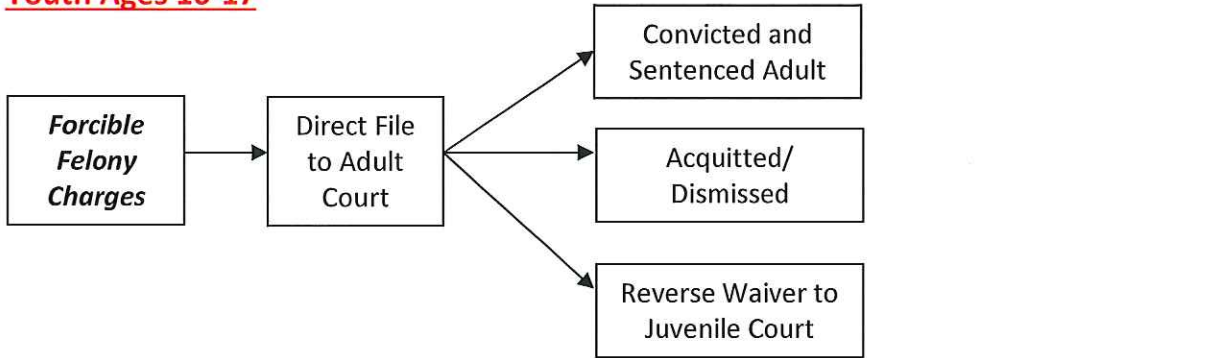 Youth Ages 16-17
Forcible
Felony
Charges
Direct File
to Adult
Court
Convicted and
Sentenced Adult
Acquitted/
Dismissed
Reverse Waiver to
Juvenile Court